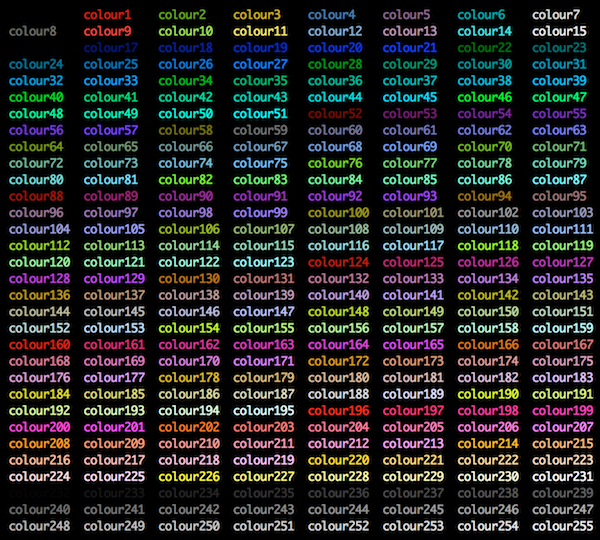 colour1 colour2 colour3 colour4 colour5 colour6 colour7
colour8 colour9 colour10 colour11 colour12 colour13 colour14 colour15
colour17 colour18 colour19 colour20 colour21 colour22 colour23
colour24 colour25 colour26 colour27 colour28 colour29 colour30 colour31
colour32 colour33 colour34 colour35 colour36 colour37 colour38 colour39
colour40 colour41 colour42 colour43 colour44 colour45 colour46 colour47
colour48 colour49 colour50 colour51 colour52 colour53 colour54 colour55
colour56 colour57 colour58 colour59 colour60 colour61 colour62 colour63
colour64 colour65 colour66 colour67 colour68 colour69 colour70 colour71
colour72 colour73 colour74 colour75 colour76 colour77 colour78 colour79
colour80 colour81 colour82 colour83 colour84 colour85 colour86 colour87
colour88 colour89 colour90 colour91 colour92 colour93 colour94 colour95
colour96 colour97 colour98 colour99 colour100 colour101 colour102 colour103
colour104 colour105 colour106 colour107 colour108 colour109 colour110 colour111
colour112 colour113 colour114 colour115 colour116 colour117 colour118 colour119
colour120 colour121 colour122 colour123 colour124 colour125 colour126 colour127
colour128 colour129 colour130 colour131 colour132 colour133 colour134 colour135
colour136 colour137 colour138 colour139 colour140 colour141 colour142 colour143
colour144 colour145 colour146 colour147 colour148 colour149 colour150 colour151
colour152 colour153 colour154 colour155 colour156 colour157 colour158 colour159
colour160 colour161 colour162 colour163 colour164 colour165 colour166 colour167
colour168 colour169 colour170 colour171 colour172 colour173 colour174 colour175
colour176 colour177 colour178 colour179 colour180 colour181 colour182 colour183
colour184 colour185 colour186 colour187 colour188 colour189 colour190 colour191
colour192 colour193 colour194 colour195 colour196 colour197 colour198 colour199
colour200 colour201 colour202 colour203 colour204 colour205 colour206 colour207
colour208 colour209 colour210 colour211 colour212 colour213 colour214 colour215
colour216 colour217 colour218 colour219 colour220 colour221 colour222 colour223
colour224 colour225 colour226 colour227 colour228 colour229 colour230 colour231
colour232 colour233 colour234 colour235 colour236 colour237 colour238 colour239
colour240 colour241 colour242 colour243 colour244 colour245 colour246 colour247
colour248 colour249 colour250 colour251 colour252 colour253 colour254 colour255